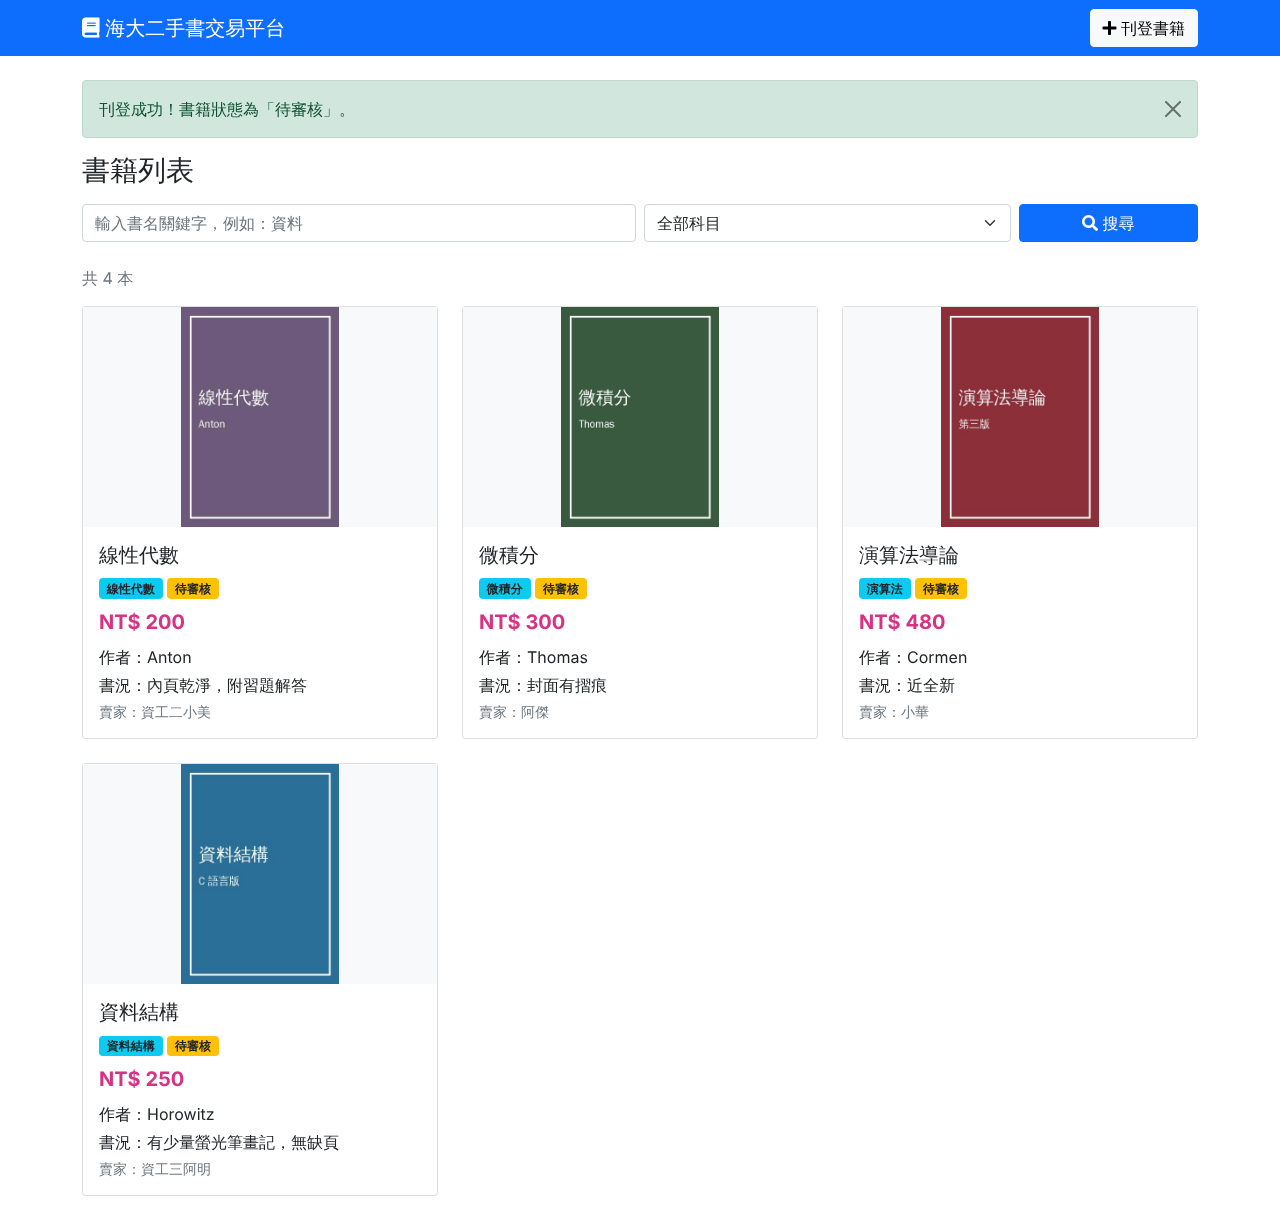 海大二手書交易平台
刊登書籍
刊登成功！書籍狀態為「待審核」。
書籍列表
輸入書名關鍵字，例如：資料
全部科目
搜尋
共 4 本
線性代數
Anton
線性代數
線性代數 待審核
NT$ 200
作者：Anton
書況：內頁乾淨，附習題解答
賣家：資工二小美
微積分
Thomas
微積分
微積分 待審核
NT$ 300
作者：Thomas
書況：封面有摺痕
賣家：阿傑
演算法導論
第三版
演算法導論
演算法 待審核
NT$ 480
作者：Cormen
書況：近全新
賣家：小華
資料結構
C 語言版
資料結構
資料結構 待審核
NT$ 250
作者：Horowitz
書況：有少量螢光筆畫記，無缺頁
賣家：資工三阿明